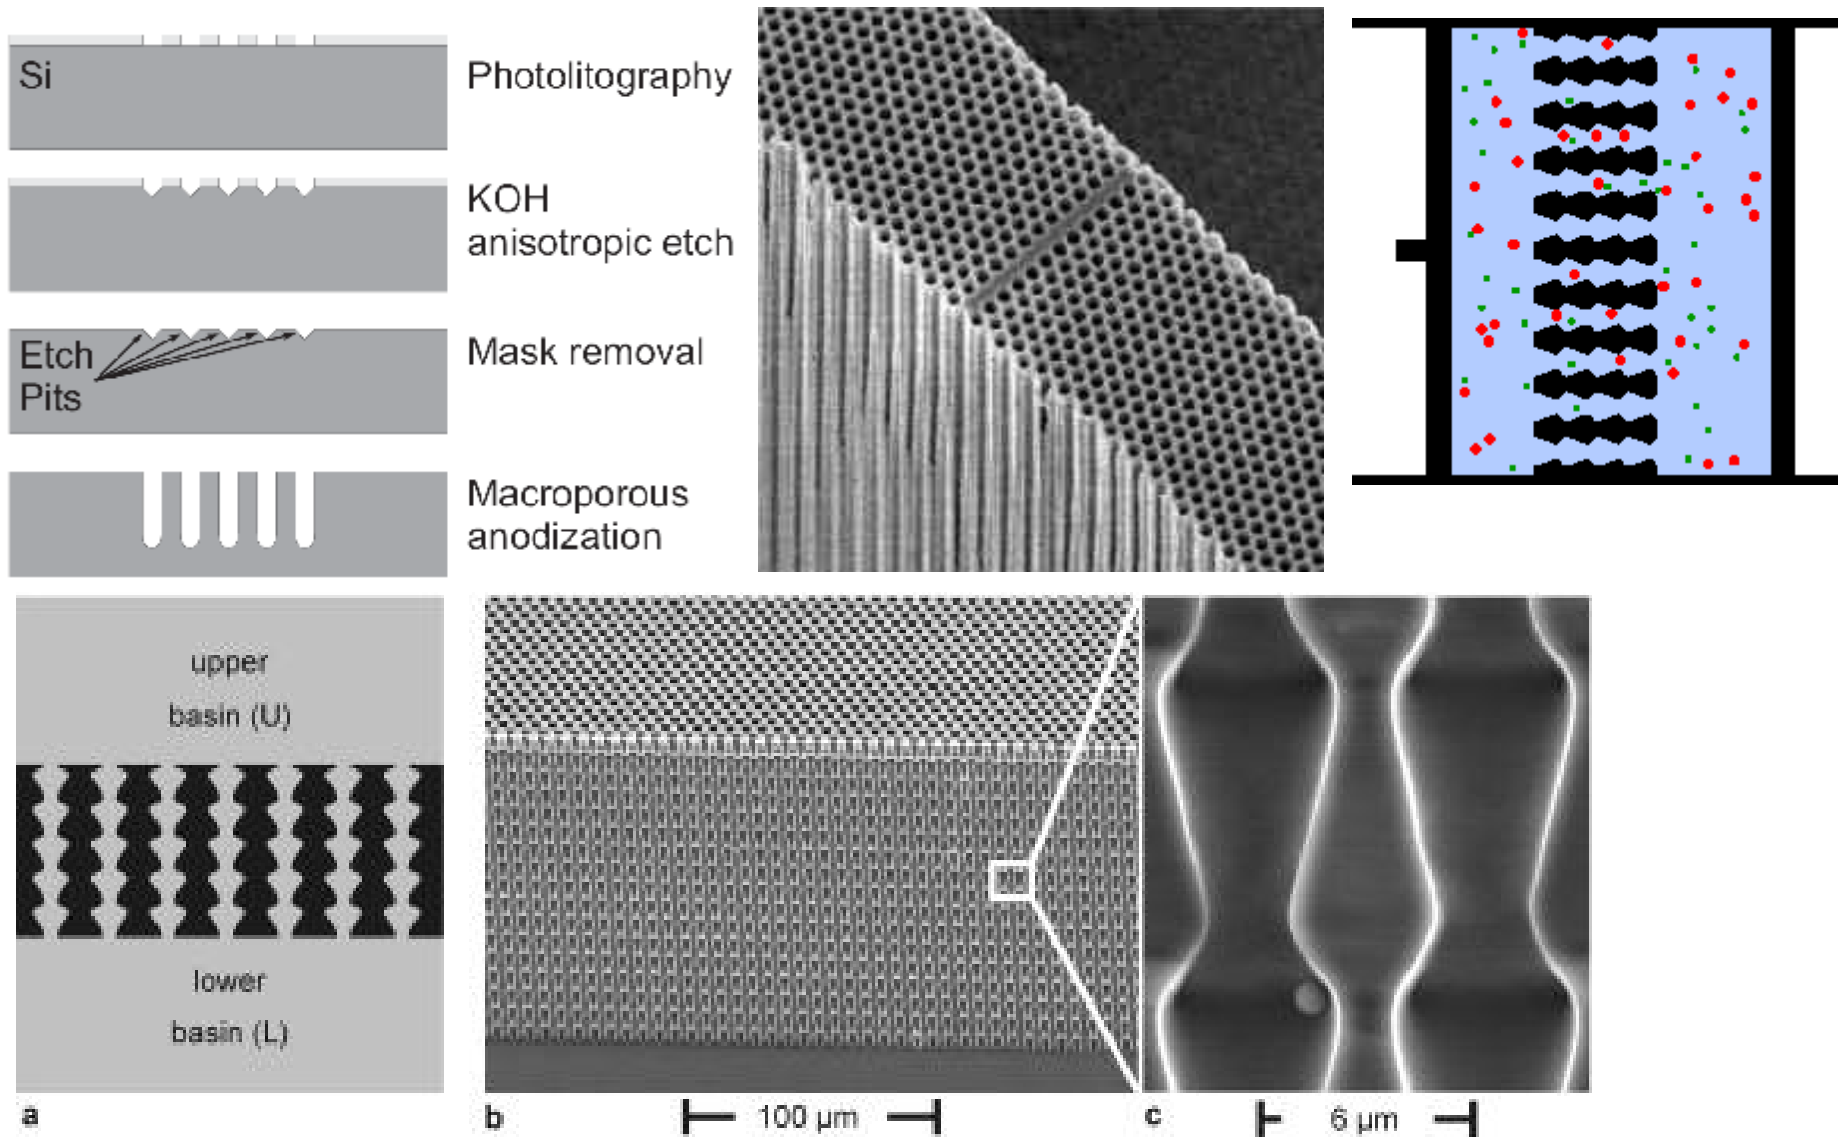 Si
Photolitography
KOH
anisotropic etch
Etch
Pits
Mask removal
Macroporous
anodization
upper
basin (U)
lower
basin (L)
a
b
100 µm
c
6 µm